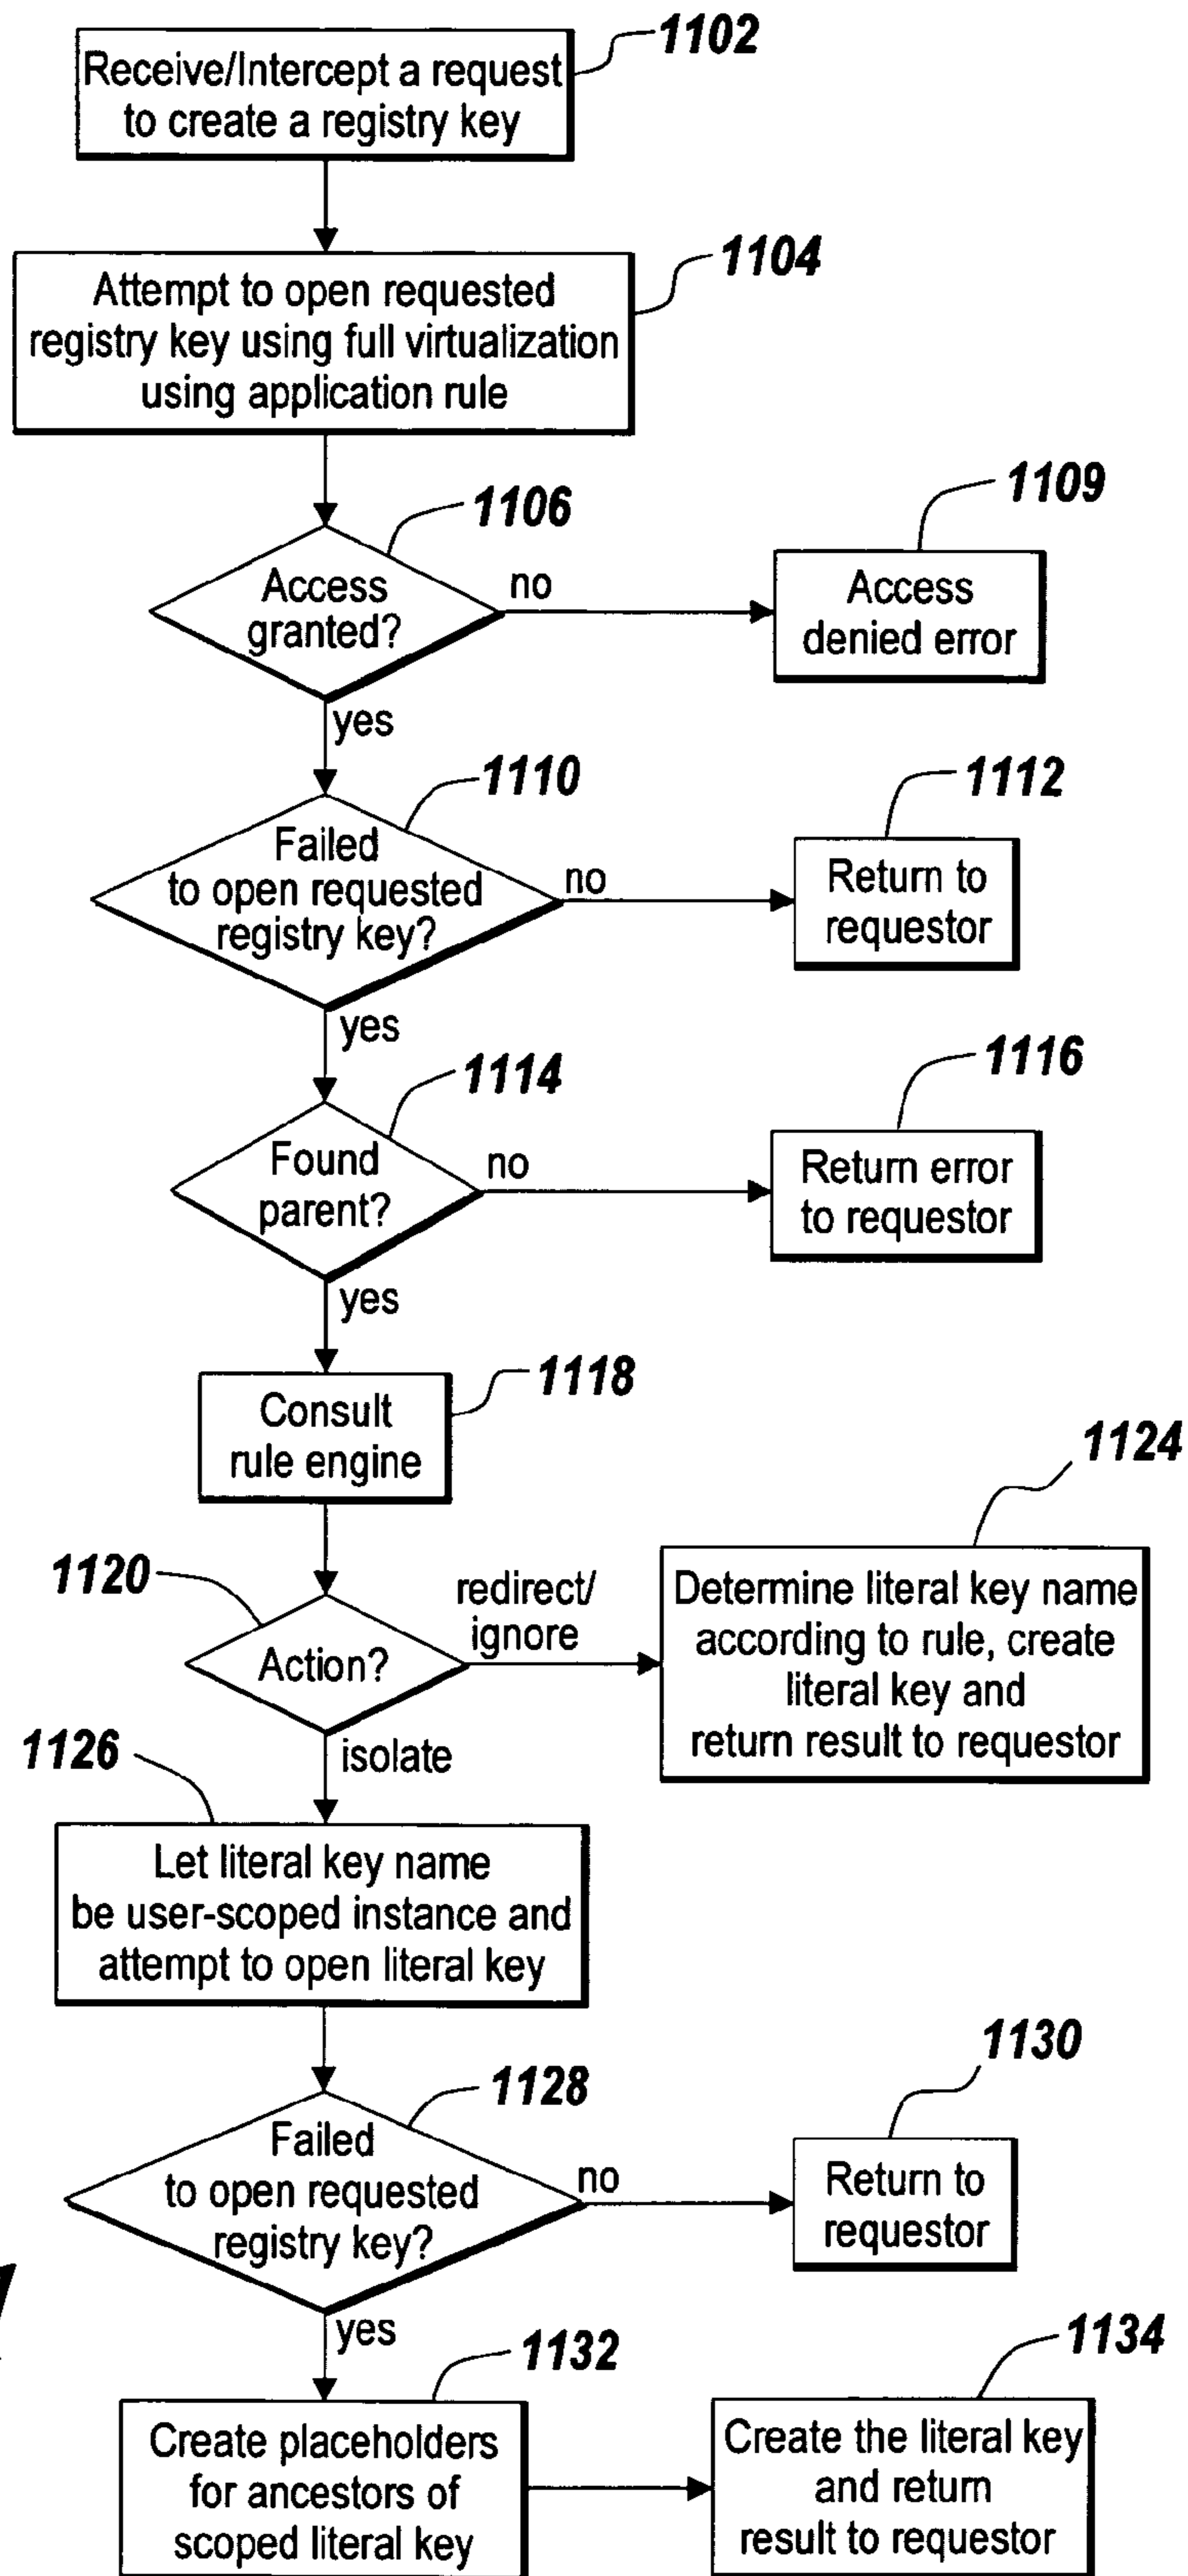 1102
Receive/Intercept a request
to create a registry key
1104
Attempt to open requested
registry key using full virtualization
using application rule
1106
Access
granted?
no
1109
Access
denied error
yes
1110
Failed
to open requested
registry key?
no
1112
Return to
requestor
yes
1114
Found
parent?
no
1116
Return error
to requestor
yes
1118
Consult
rule engine
1120
Action?
redirect/
ignore
1124
Determine literal key name
according to rule, create
literal key and
return result to requestor
isolate
1126
Let literal key name
be user-scoped instance and
attempt to open literal key
1128
Failed
to open requested
registry key?
no
1130
Return to
requestor
yes
1132
Create placeholders
for ancestors of
scoped literal key
1134
Create the literal key
and return
result to requestor